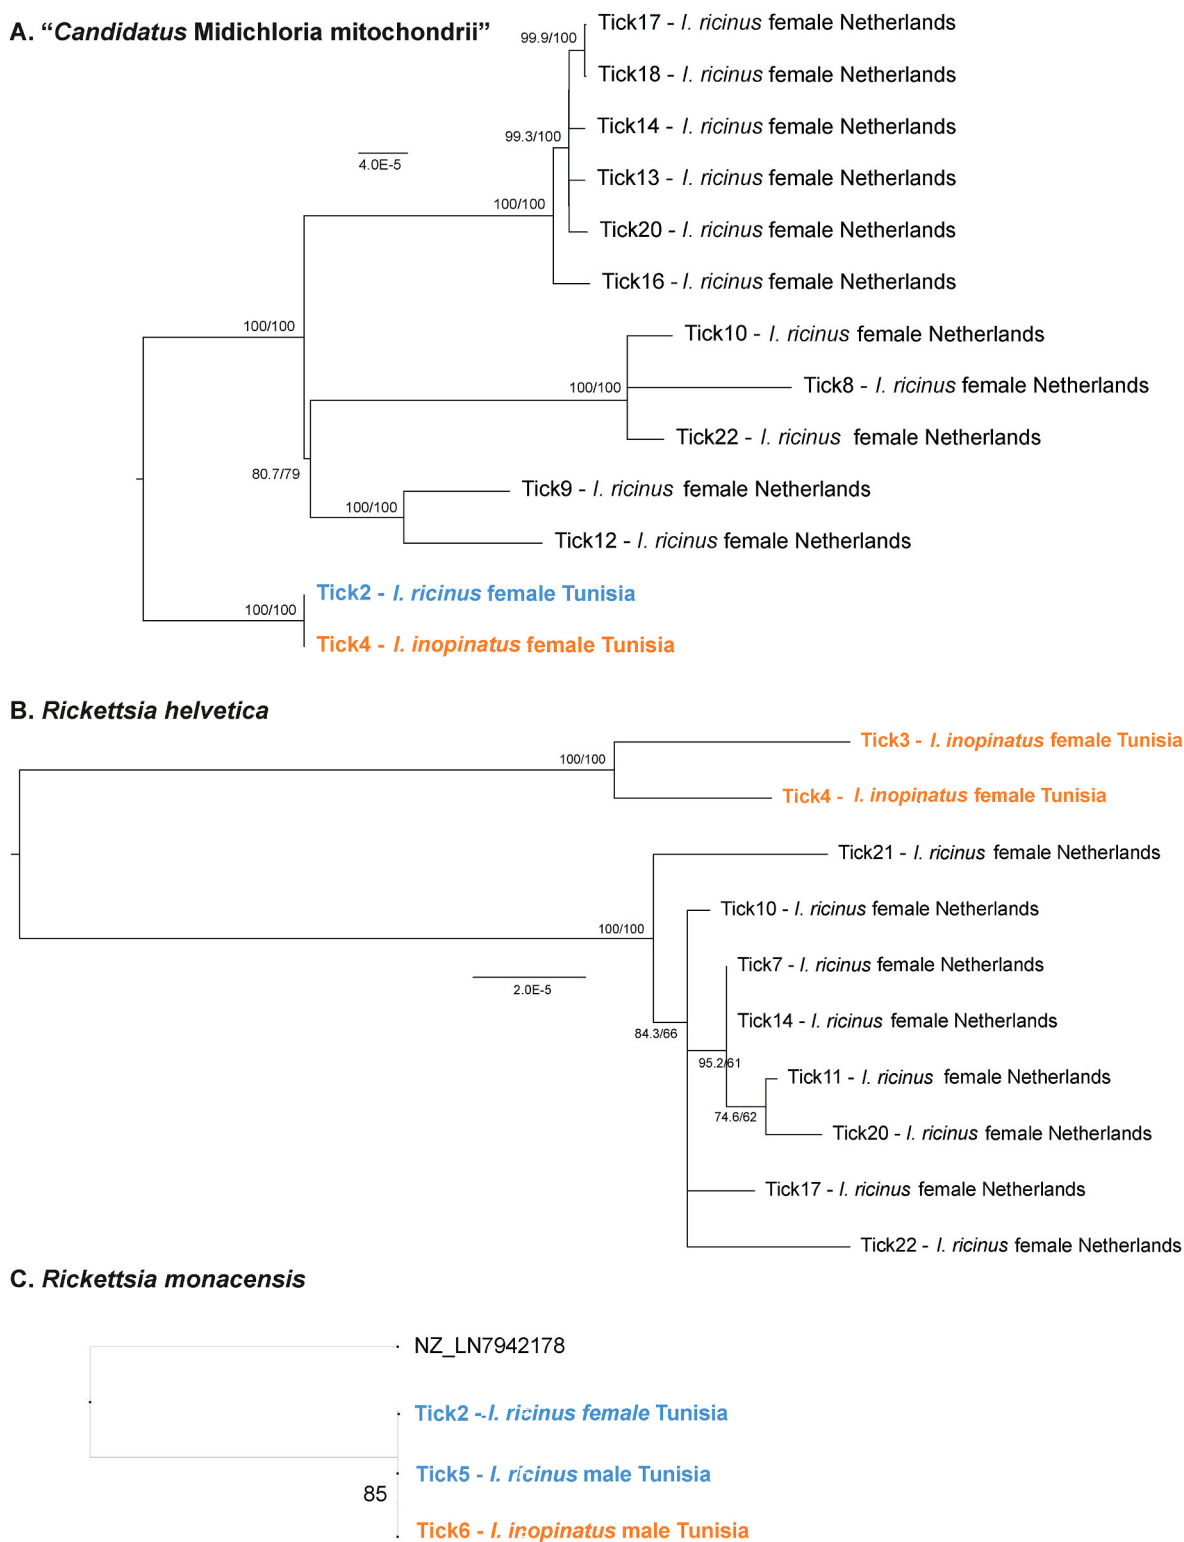 A. “Candidatus Midichloria mitochondrii”
99.9/100
Tick17 - I. ricinus female Netherlands
Tick18 - I. ricinus female Netherlands
99.3/100
Tick14 - I. ricinus female Netherlands
4.0E-5
Tick13 - I. ricinus female Netherlands
100/100
Tick20 - I. ricinus female Netherlands
Tick16 - I. ricinus female Netherlands
100/100
Tick10 - I. ricinus female Netherlands
100/100
Tick8 - I. ricinus female Netherlands
Tick22 - I. ricinus female Netherlands
80.7/79
Tick9 - I. ricinus female Netherlands
100/100
Tick12 - I. ricinus female Netherlands
Tick2 - I. ricinus female Tunisia
100/100
Tick4 - I. inopinatus female Tunisia
B. Rickettsia helvetica
Tick3 - I. inopinatus female Tunisia
100/100
Tick4 - I. inopinatus female Tunisia
Tick21 - I. ricinus female Netherlands
Tick10 - I. ricinus female Netherlands
100/100
Tick7 - I. ricinus female Netherlands
2.0E-5
Tick14 - I. ricinus female Netherlands
84.3/66
95.2/61
Tick11 - I. ricinus female Netherlands
74.6/62
Tick20 - I. ricinus female Netherlands
Tick17 - I. ricinus female Netherlands
Tick22 - I. ricinus female Netherlands
C. Rickettsia monacensis
NZ_LN7942178
Tick2 - I. ricinus female Tunisia
Tick5 - I. ricinus male Tunisia
85
Tick6 - I. inopinatus male Tunisia